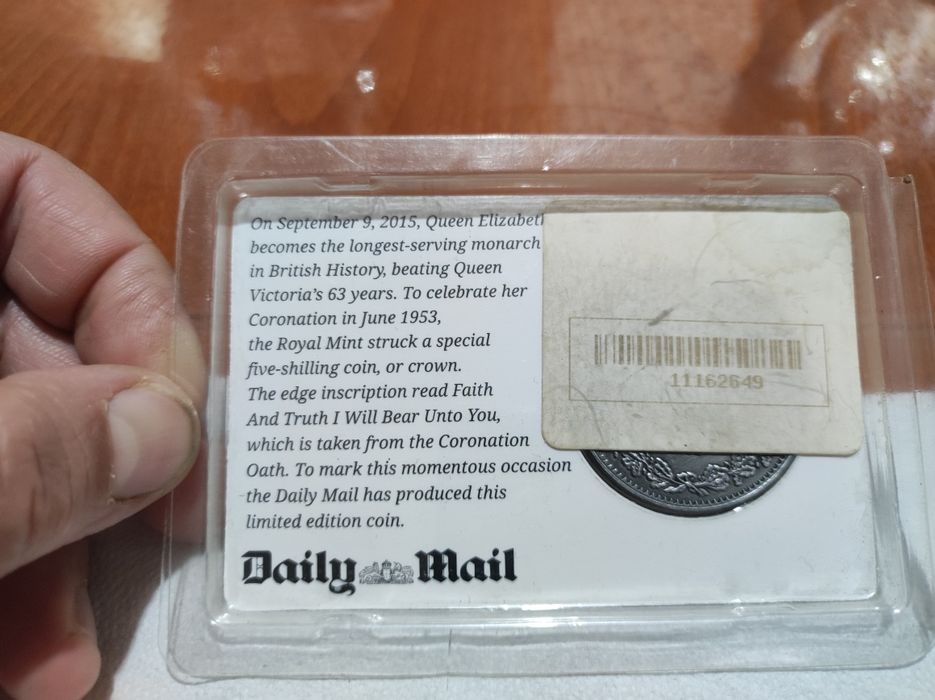 On September 9, 2015, Queen Elizabeth
becomes the longest-serving monarch
in British History, beating Queen
Victoria's 63 years. To celebrate her
Coronation in June 1953,
the Royal Mint struck a special
five-shilling coin, or crown.
The edge inscription read Faith
And Truth I Will Bear Unto You,
which is taken from the Coronation
Oath. To mark this momentous occasion
the Daily Mail has produced this
limited edition coin.
Daily Mail
11162649